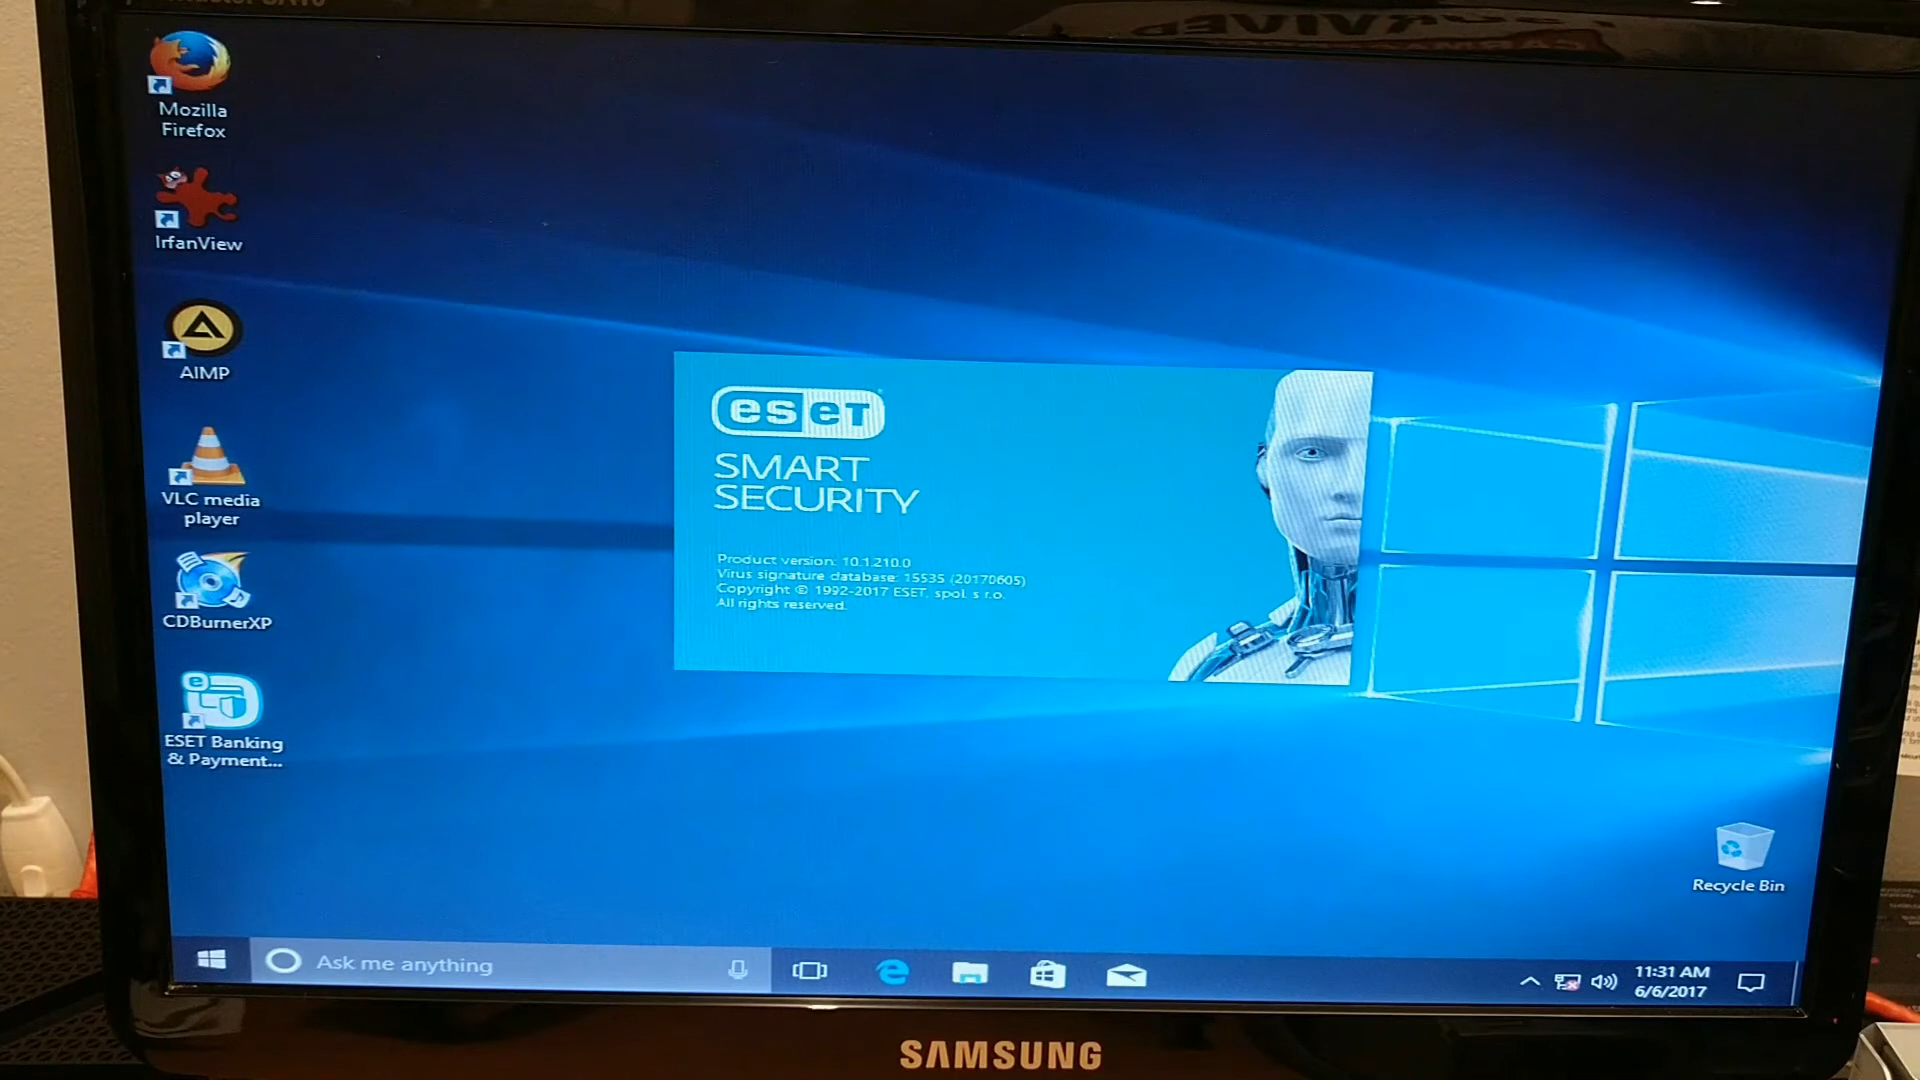 Mozilla
Firefox
IrfanView
AIMP
VLC media
player
CDBurnerXP
ESET Banking
& Payment...
eset
SMART
SECURITY
Product version: 10.1.210.0
Virus signature database: 15535 (20170605)
Copyright © 1992-2017 ESET, spol. s r.o.
All rights reserved.
Recycle Bin
Ask me anything
11:31 AM
6/6/2017
SAMSUNG